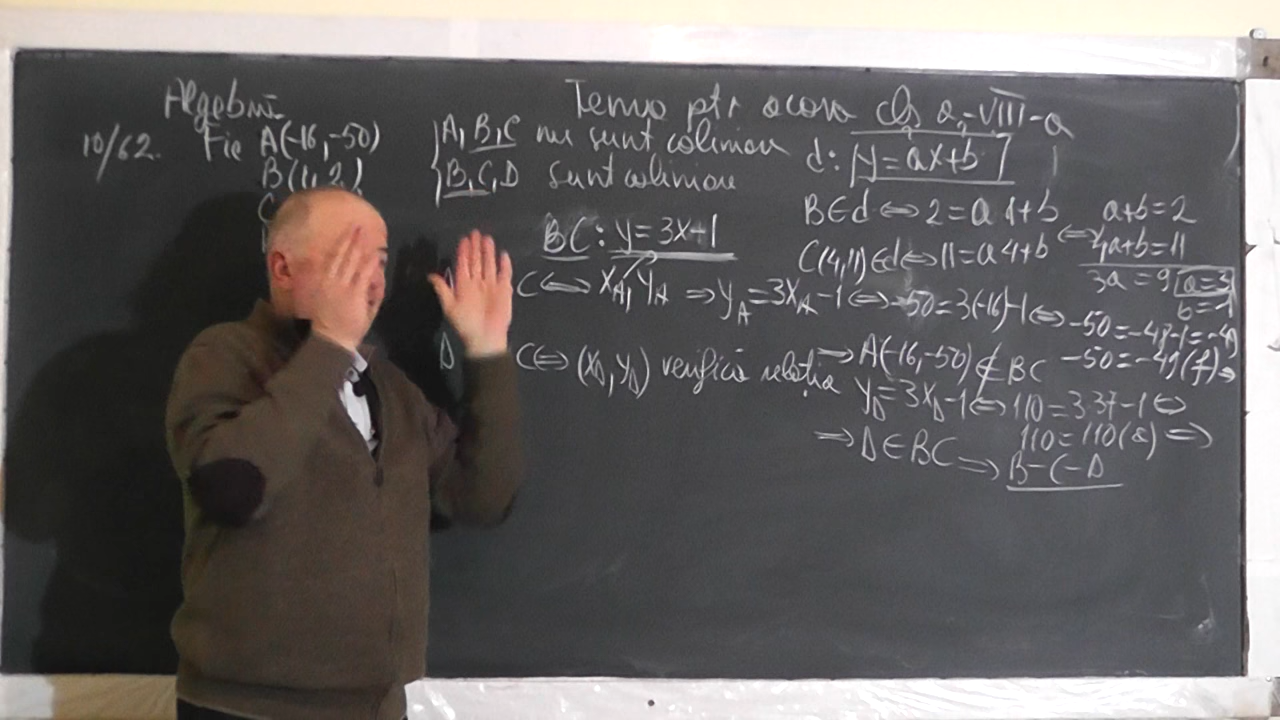 Algebră
Tema ptr acasă cls a-VIII-a
10/62. Fie A(-16,-50)
B(1,2)
C
A, B, C nu sunt coliniare
B, C, D sunt coliniare
d: y=ax+b
BC: y=3x-1
B∈d ⇔ 2=a·1+b
C(4,11)∈d ⇔ 11=a·4+b ⇔
a+b=2
4a+b=11
3a=9 a=3
b=-1
C ⇔ xA, yA ⇒ yA=3xA-1 ⇔ -50=3(-16)-1 ⇔ -50=-48-1=-49
-50=-49(f) ⇒
⇒ A(-16,-50)∉BC
D C ⇔ (xD, yD) verifică relația
yD=3xD-1 ⇔ 110=3·37-1 ⇔
110=110(a) ⇒
⇒ D∈BC ⇒ B-C-D